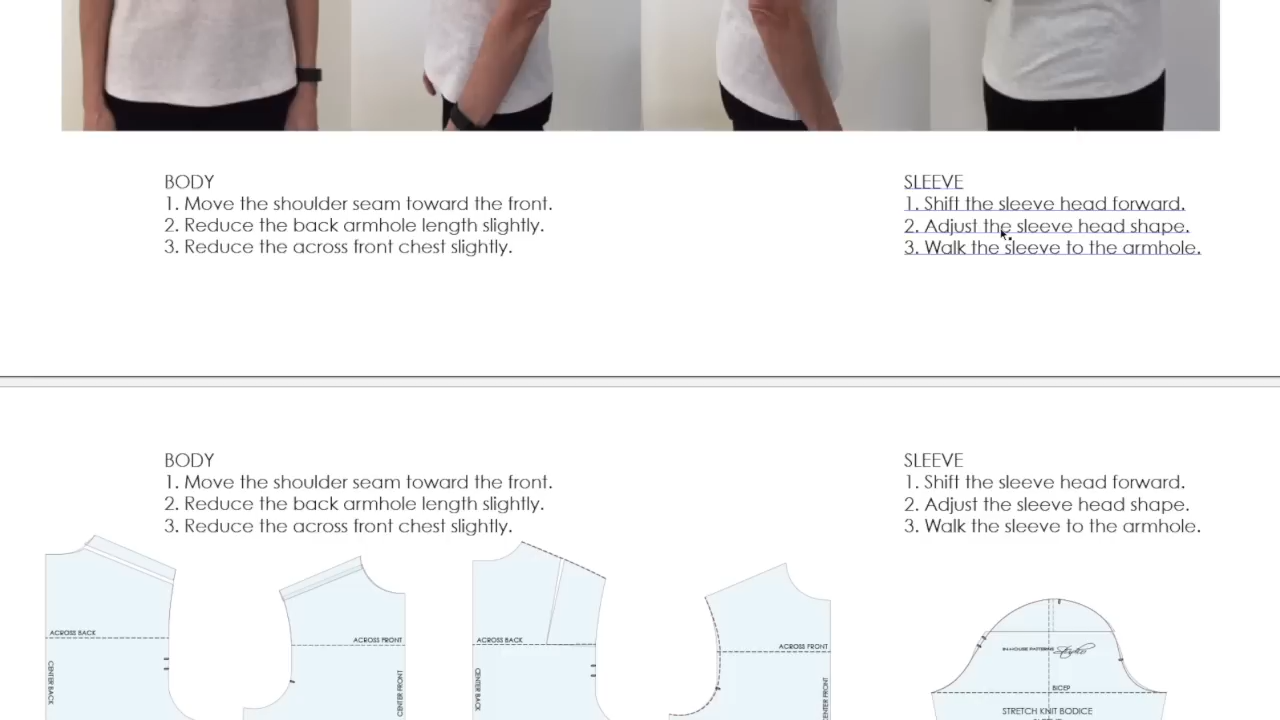 BODY
1. Move the shoulder seam toward the front.
2. Reduce the back armhole length slightly.
3. Reduce the across front chest slightly.
SLEEVE
1. Shift the sleeve head forward.
2. Adjust the sleeve head shape.
3. Walk the sleeve to the armhole.
BODY
1. Move the shoulder seam toward the front.
2. Reduce the back armhole length slightly.
3. Reduce the across front chest slightly.
SLEEVE
1. Shift the sleeve head forward.
2. Adjust the sleeve head shape.
3. Walk the sleeve to the armhole.
ACROSS BACK
CENTER BACK
ACROSS FRONT
CENTER FRONT
ACROSS BACK
CENTER BACK
ACROSS FRONT
CENTER FRONT
IN-HOUSE PATTERNS Studio
BICEP
STRETCH KNIT BODICE